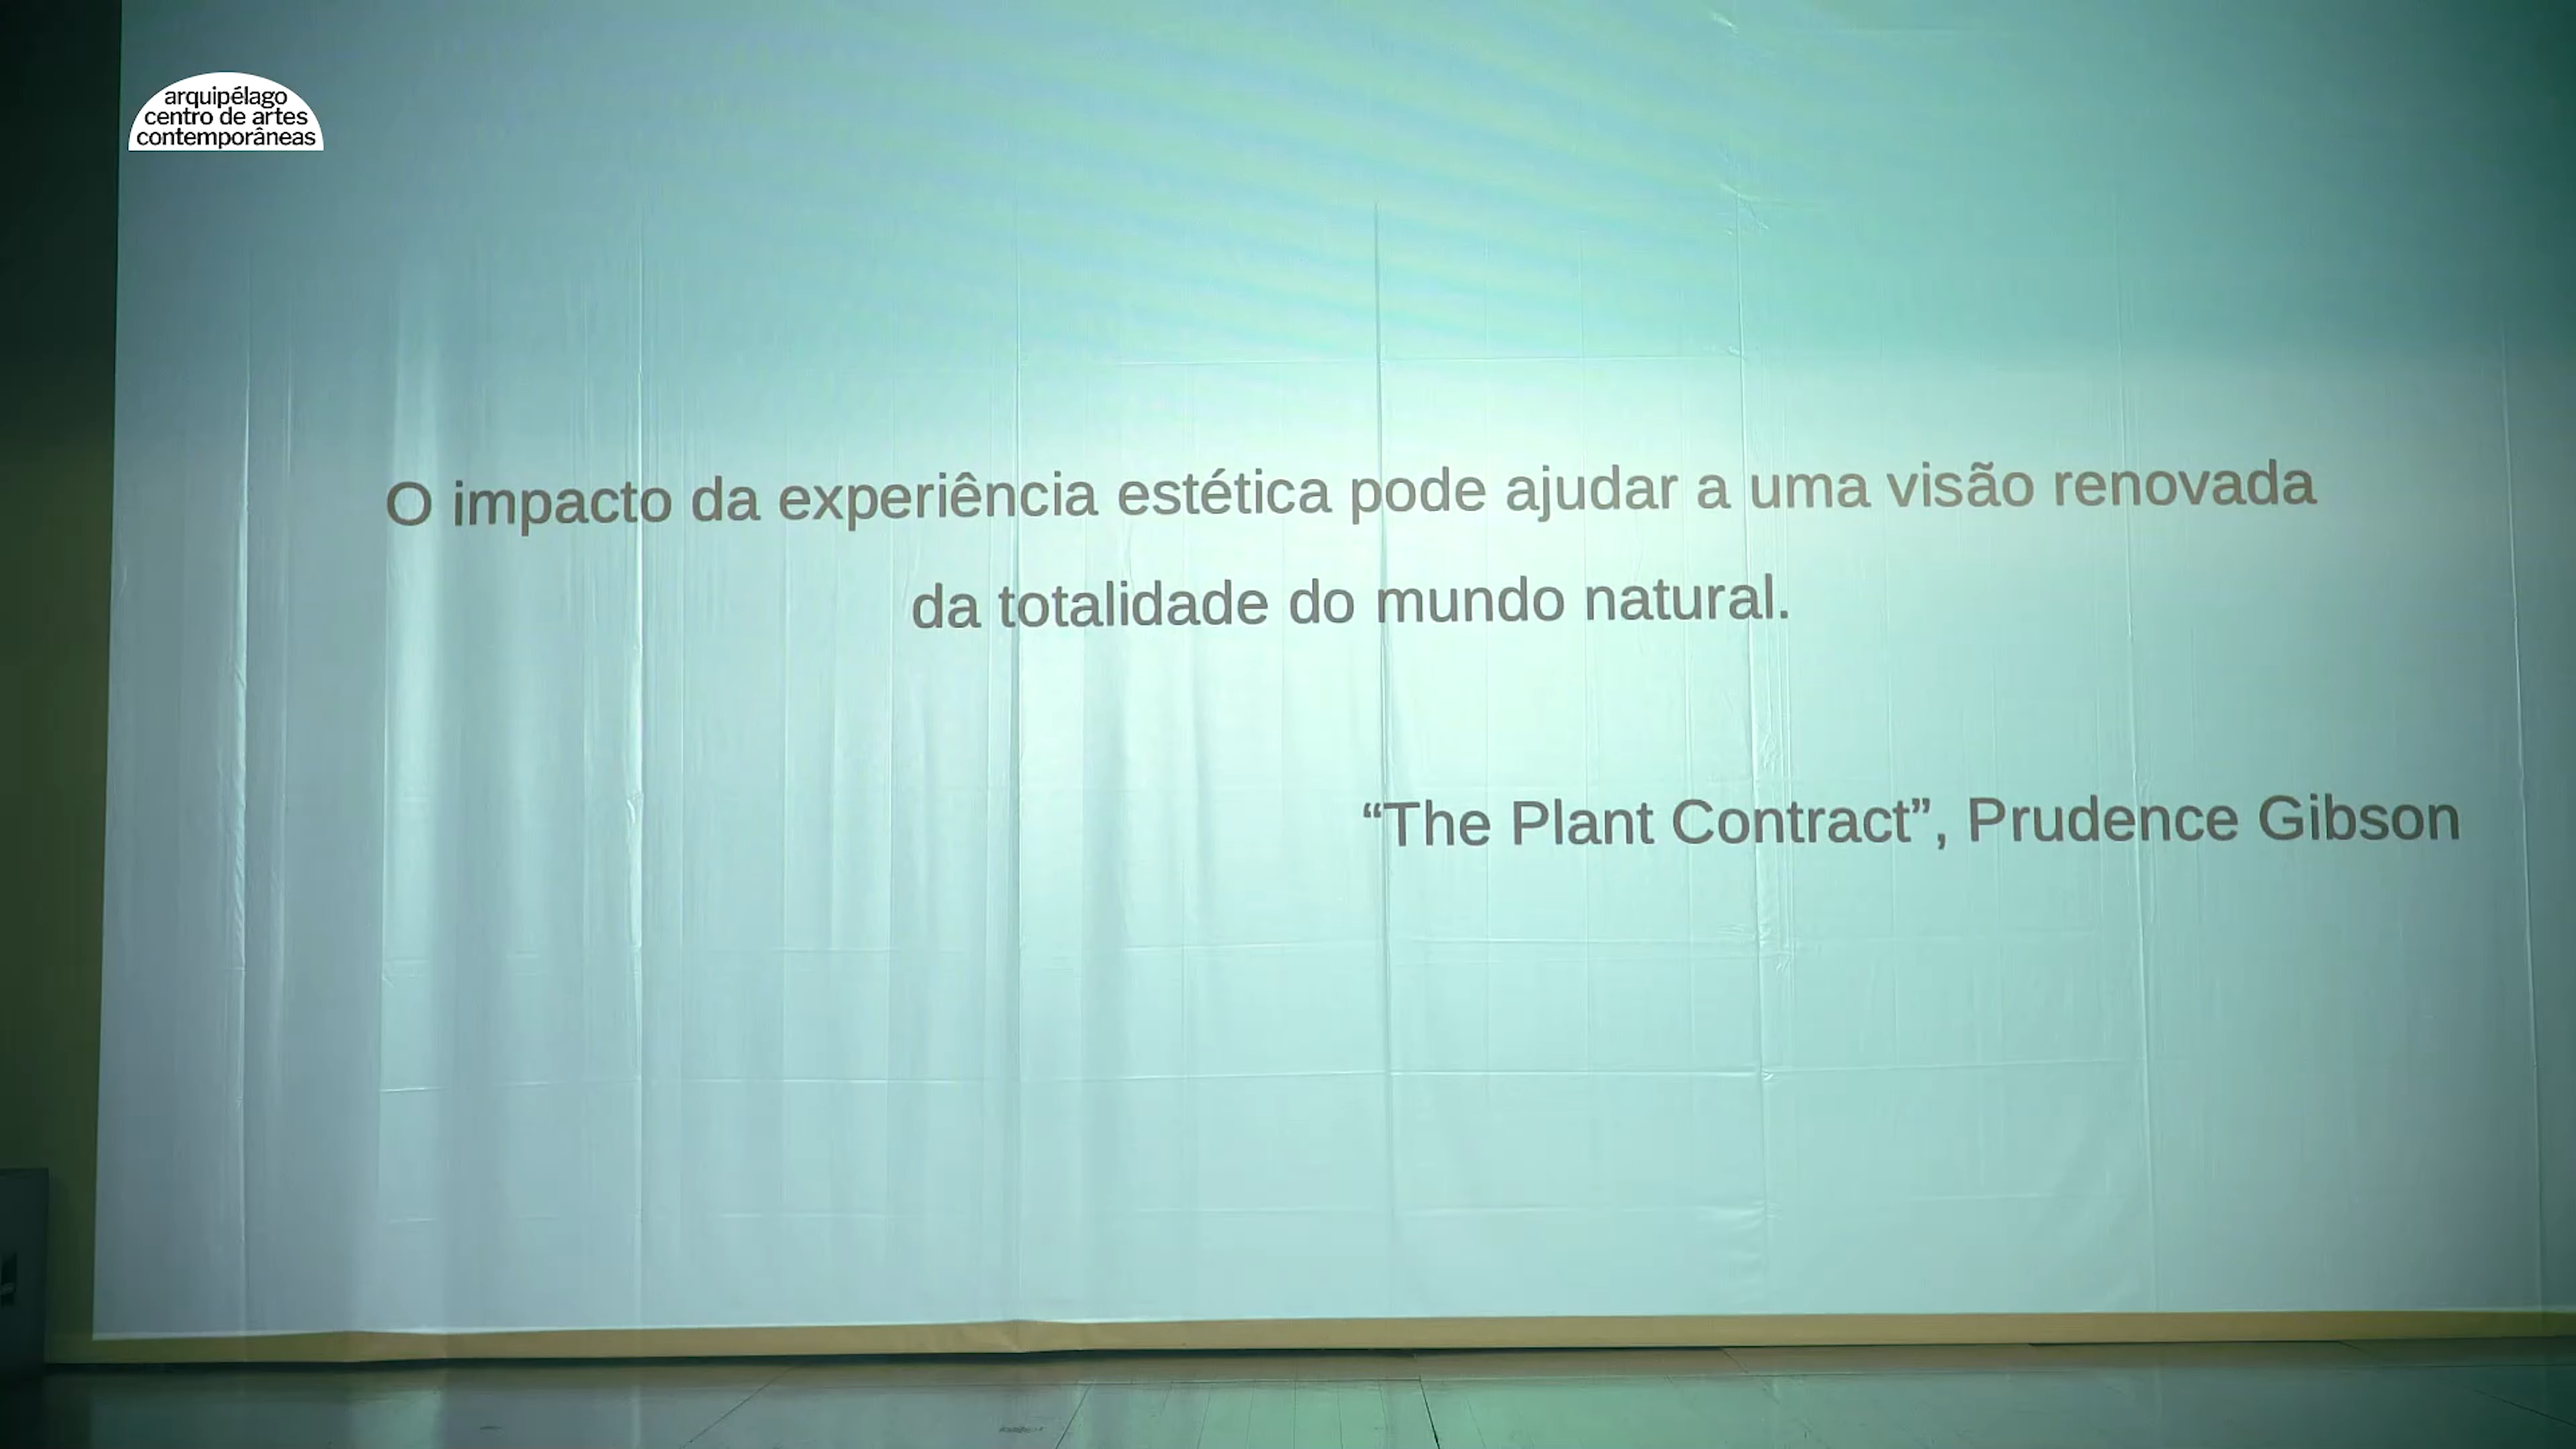 arquipélago
centro de artes
contemporâneas
O impacto da experiência estética pode ajudar a uma visão renovada
da totalidade do mundo natural.
“The Plant Contract”, Prudence Gibson